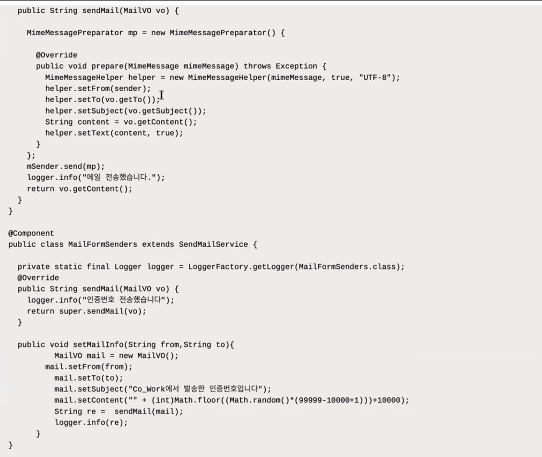 public String sendMail(MailVO vo) {
MimeMessagePreparator mp = new MimeMessagePreparator() {
@Override
public void prepare(MimeMessage mimeMessage) throws Exception {
MimeMessageHelper helper = new MimeMessageHelper(mimeMessage, true, "UTF-8");
helper.setFrom(sender);
helper.setTo(vo.getTo());
helper.setSubject(vo.getSubject());
String content = vo.getContent();
helper.setText(content, true);
}
};
mSender.send(mp);
logger.info("메일 전송했습니다.");
return vo.getContent();
}
}
@Component
public class MailFormSenders extends SendMailService {
private static final Logger logger = LoggerFactory.getLogger(MailFormSenders.class);
@Override
public String sendMail(MailVO vo) {
logger.info("인증번호 전송했습니다");
return super.sendMail(vo);
}
public void setMailInfo(String from,String to){
MailVO mail = new MailVO();
mail.setFrom(from);
mail.setTo(to);
mail.setSubject("Co_Work에서 발송한 인증번호입니다");
mail.setContent("" + (int)Math.floor((Math.random()*(99999-10000+1)))+10000);
String re =  sendMail(mail);
logger.info(re);
}
}